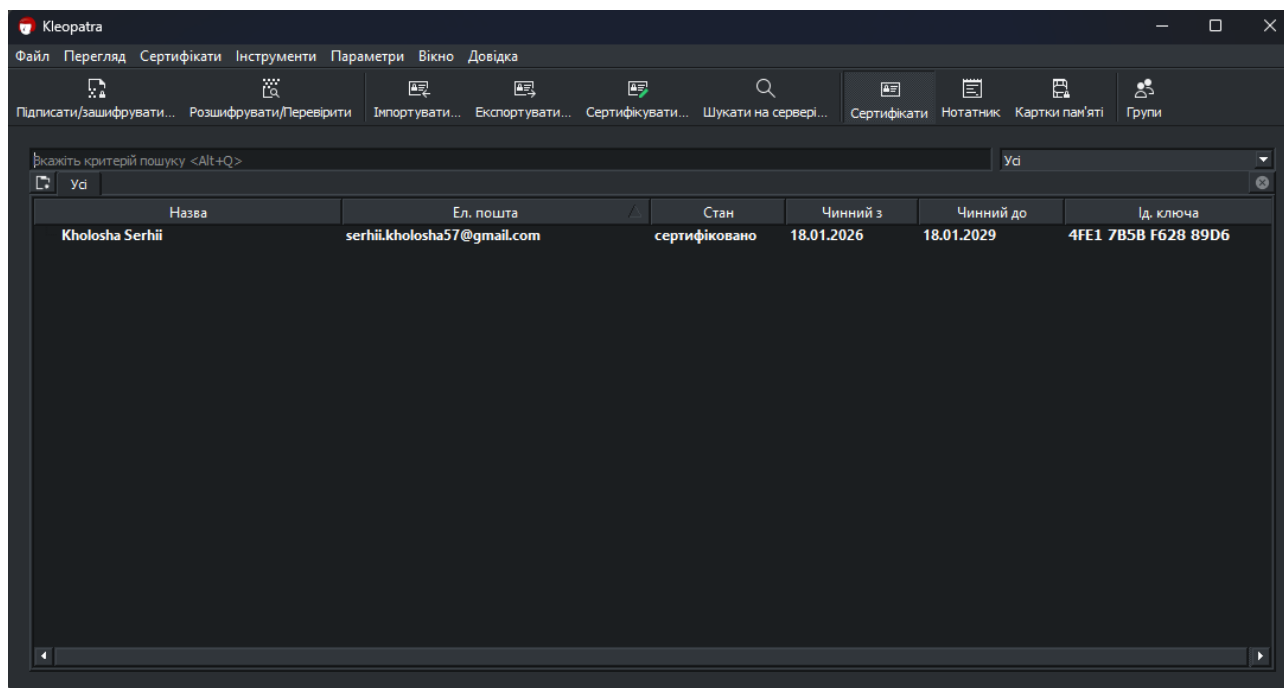 Kleopatra
Файл Перегляд Сертифікати Інструменти Параметри Вікно Довідка
Підписати/зашифрувати... Розшифрувати/Перевірити Імпортувати... Експортувати... Сертифікувати... Шукати на сервері... Сертифікати Нотатник Картки пам'яті Групи
Вкажіть критерій пошуку <Alt+Q> Усі
Усі
Назва Ел. пошта Стан Чинний з Чинний до Ід. ключа
Kholosha Serhii serhii.kholosha57@gmail.com сертифіковано 18.01.2026 18.01.2029 4FE1 7B5B F628 89D6